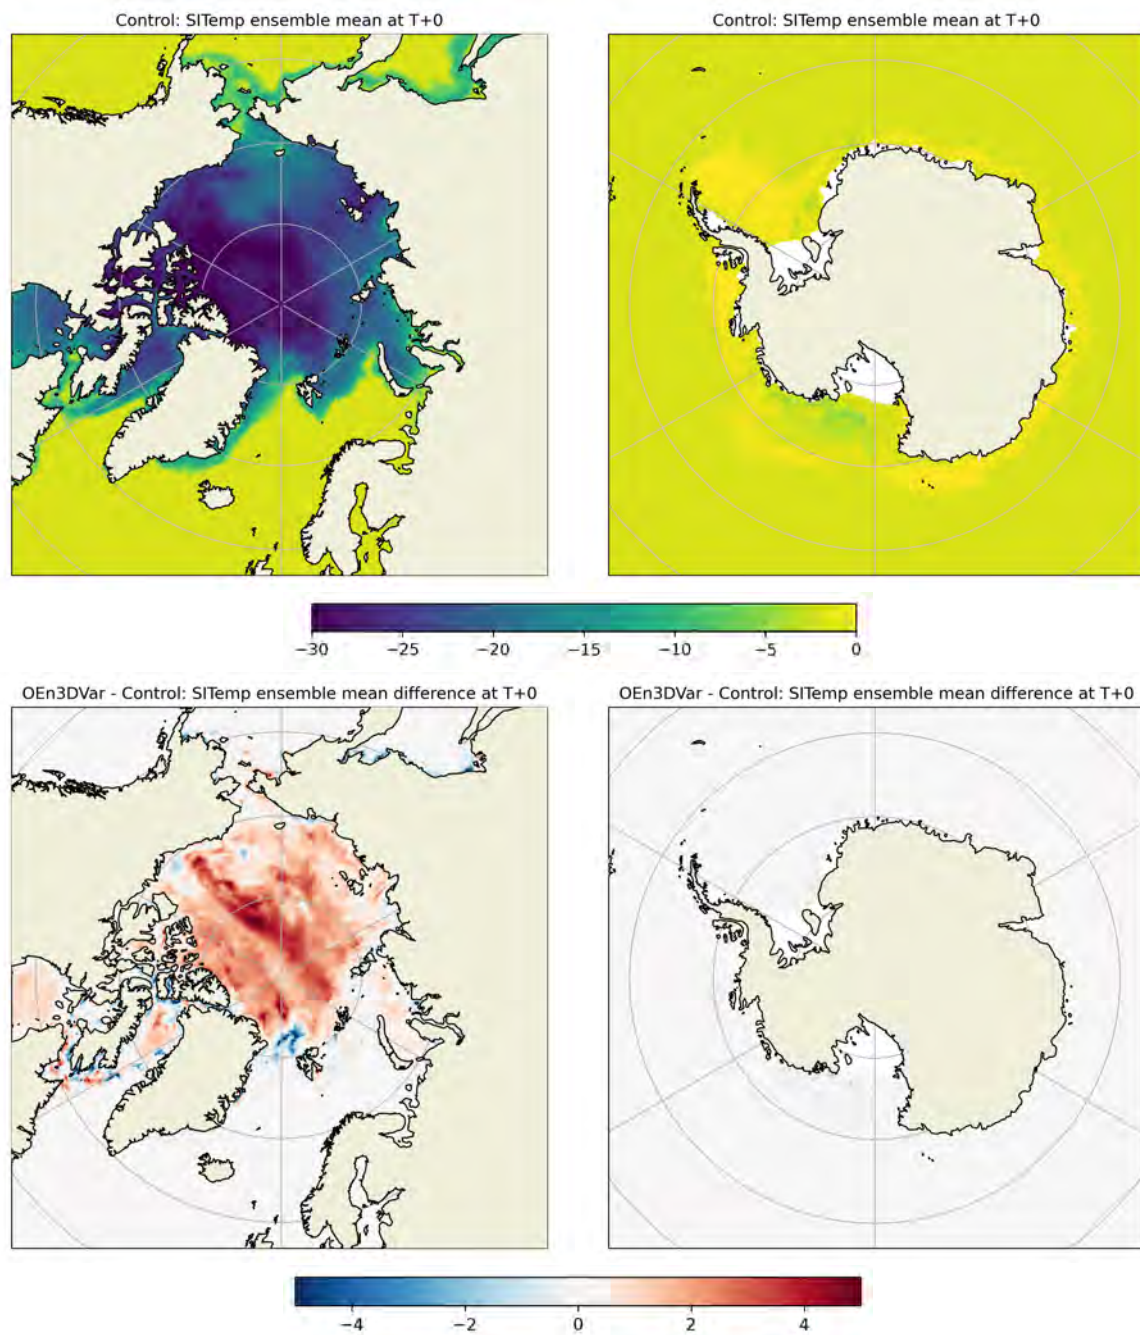 Control: SITemp ensemble mean at T+0
Control: SITemp ensemble mean at T+0
−30 −25 −20 −15 −10 −5 0
OEn3DVar - Control: SITemp ensemble mean difference at T+0
OEn3DVar - Control: SITemp ensemble mean difference at T+0
−4 −2 0 2 4